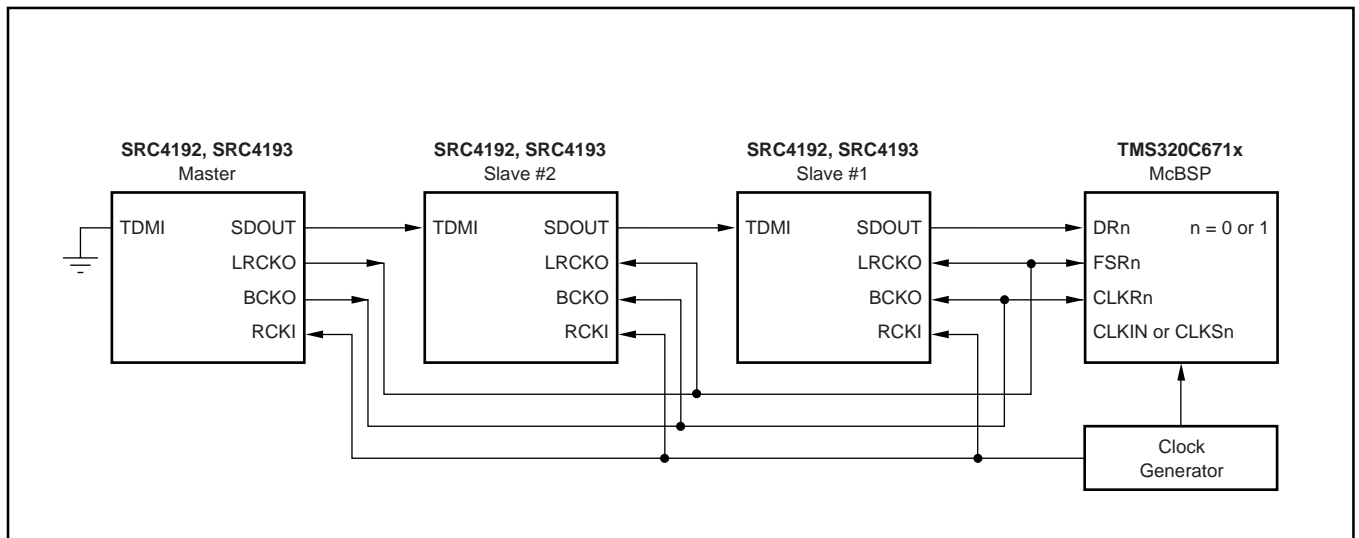 SRC4192, SRC4193
Master
TDMI
SDOUT
LRCKO
BCKO
RCKI
SRC4192, SRC4193
Slave #2
TDMI
SDOUT
LRCKO
BCKO
RCKI
SRC4192, SRC4193
Slave #1
TDMI
SDOUT
LRCKO
BCKO
RCKI
TMS320C671x
McBSP
DRn
n = 0 or 1
FSRn
CLKRn
CLKIN or CLKSn
Clock
Generator